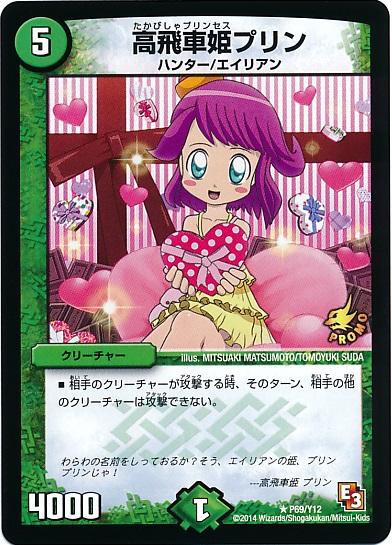 5
たかびしゃプリンセス
高飛車姫プリン
ハンター/エイリアン
PROMO
クリーチャー
illus. MITSUAKI MATSUMOTO/TOMOYUKI SUDA
■ 相手のクリーチャーが攻撃する時、そのターン、相手の他
のクリーチャーは攻撃できない。
わらわの名前をしっておるか?そう、エイリアンの姫、プリン
プリンじゃ!
---高飛車姫 プリン
4000
1
E3
★ P69/Y12
©2014 Wizards/Shogakukan/Mitsui-Kids